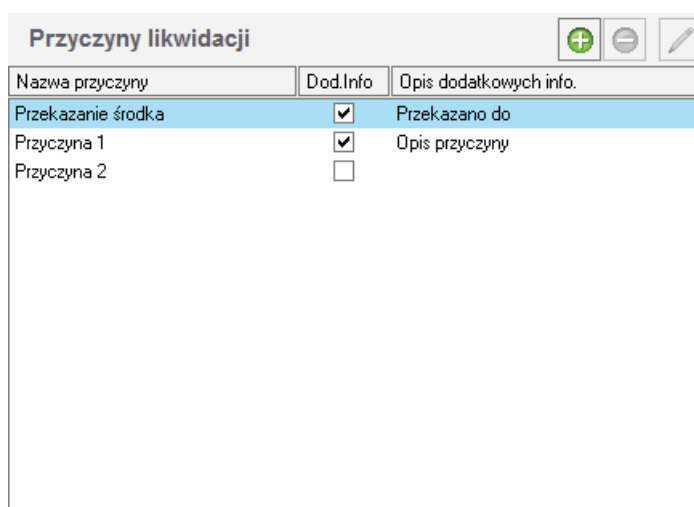 Przyczyny likwidacji
Nazwa przyczyny Dod.Info Opis dodatkowych info.
Przekazanie środka Przekazano do
Przyczyna 1 Opis przyczyny
Przyczyna 2